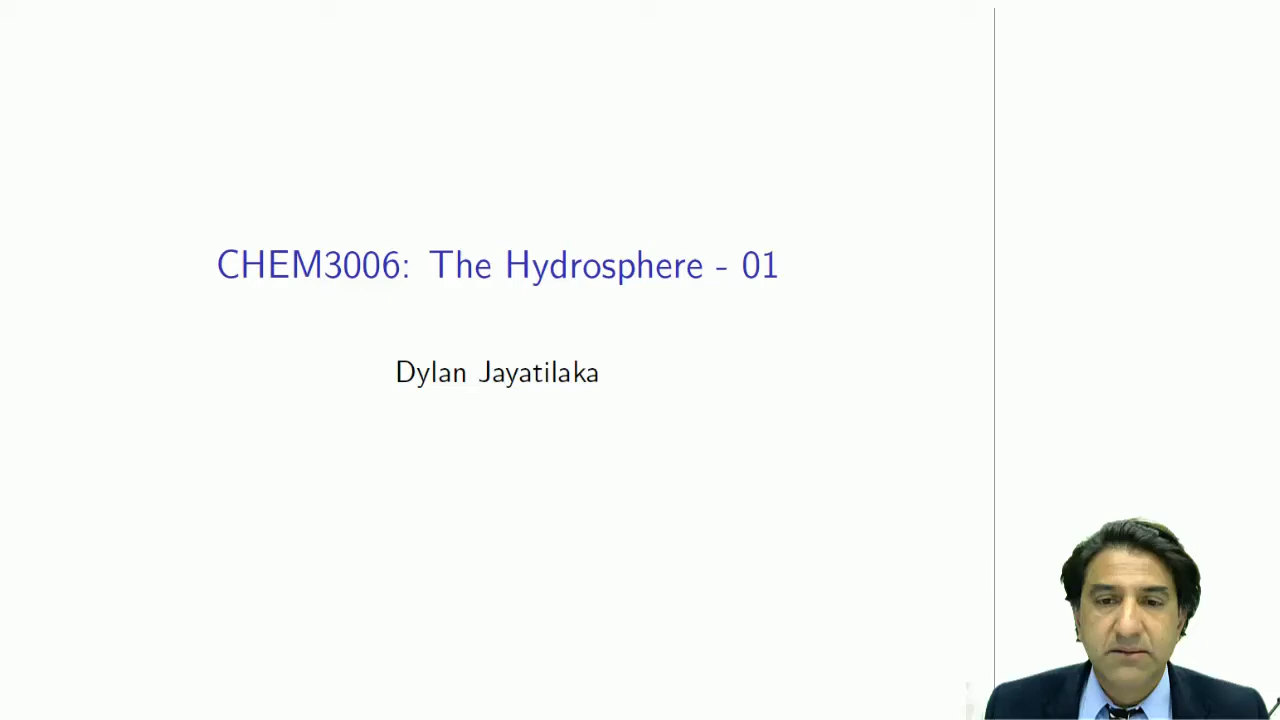 CHEM3006: The Hydrosphere - 01
Dylan Jayatilaka